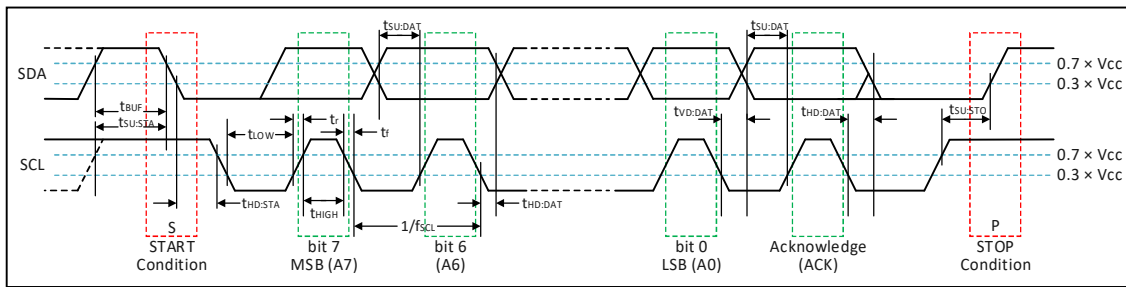 tSU:DAT
tSU:DAT
SDA
0.7 × Vcc
0.3 × Vcc
tBUF
tSU:STA
tLOW
tr
tf
tVD:DAT
tHD:DAT
tSU:STO
SCL
0.7 × Vcc
0.3 × Vcc
tHD:STA
tHIGH
tHD:DAT
1/fSCL
S
START
Condition
bit 7
MSB (A7)
bit 6
(A6)
bit 0
LSB (A0)
Acknowledge
(ACK)
P
STOP
Condition